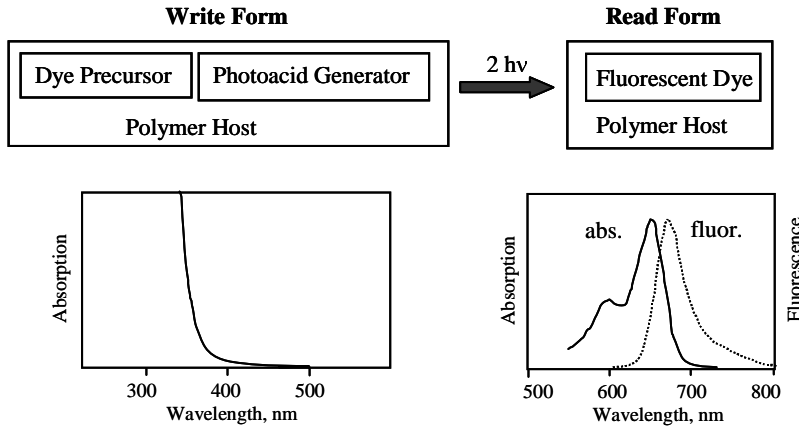 Write Form
Read Form
Dye Precursor
Photoacid Generator
Polymer Host
2 hν
Fluorescent Dye
Polymer Host
Absorption
300 400 500
Wavelength, nm
Absorption
abs.
fluor.
Fluorescence
500 600 700 800
Wavelength, nm